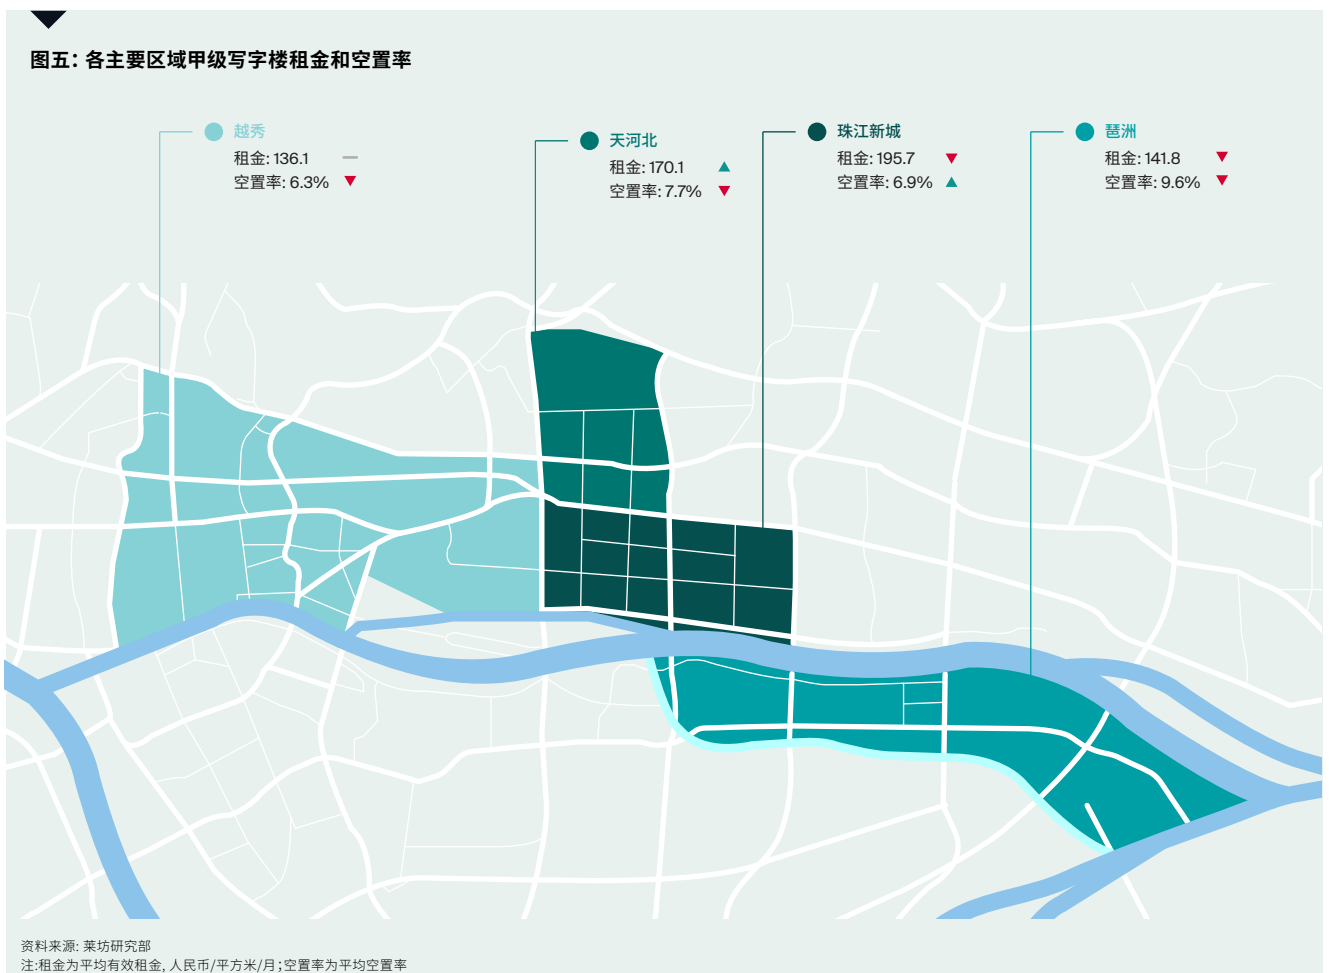 图五: 各主要区域甲级写字楼租金和空置率
越秀
租金: 136.1
空置率: 6.3%
天河北
租金: 170.1
空置率: 7.7%
珠江新城
租金: 195.7
空置率: 6.9%
琶洲
租金: 141.8
空置率: 9.6%
资料来源: 莱坊研究部
注:租金为平均有效租金, 人民币/平方米/月;空置率为平均空置率